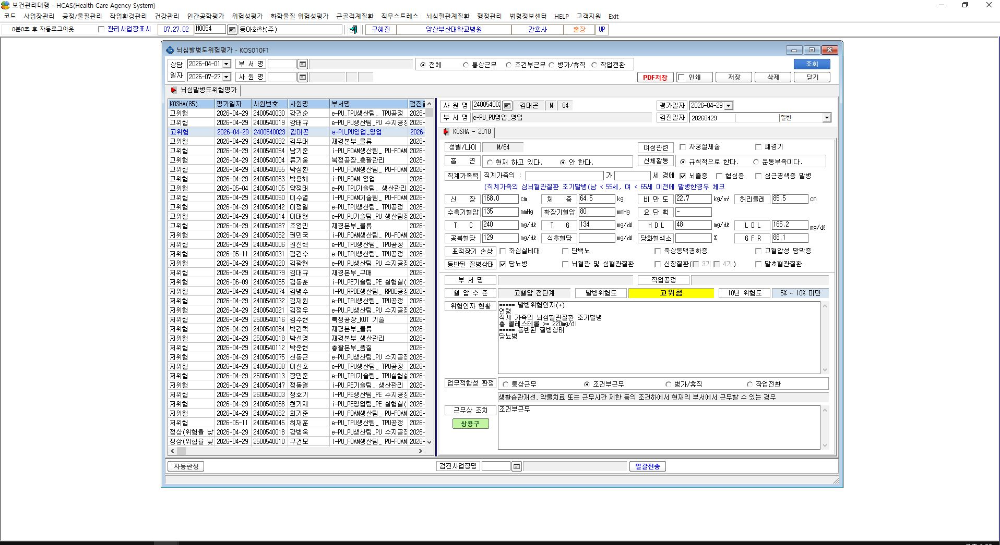 보건관리대행 - HCAS(Health Care Agency System)
코드 사업장관리 공정/물질관리 작업환경관리 건강관리 인간공학평가 위험성평가 화학물질 위험성평가 근골격계질환 직무스트레스 뇌심혈관계질환 행정관리 법령정보센터 HELP 고객지원 Exit
0분0초 후 자동로그아웃 관리사업장표시 07.27.02 H0054 동아화학(주) 구혜진 양산부산대학교병원 간호사 출장 UP
뇌심발병도위험평가 - KOS010F1
상담 2026-04-01 부 서 명 전체 통상근무 조건부근무 병가/휴직 작업전환 조회
일자 2026-07-27 사 원 명 PDF저장 인쇄 저장 삭제 닫기
뇌심발병도위험평가
KOSHA(85) 평가일자 사원번호 사원명 부서명
고위험 2026-04-29 2400540030 강건순 e-PU_TPU생산팀_ TPU공정 2026-
고위험 2026-04-29 2400540019 강태규 e-PU_PU생산팀_PU 수지공정 2026-
고위험 2026-04-29 2400540023 김대곤 e-PU_PU영업_영업 2026-
고위험 2026-04-29 2400540082 김우태 재경본부_물류 2026-
고위험 2026-04-29 2400540054 남기준 i-PU_FOAM생산팀_ PU-FOAM 2026-
고위험 2026-04-29 2400540004 류기웅 북정공장_총괄관리 2026-
고위험 2026-04-29 2400540055 박성환 i-PU_FOAM생산팀_ PU-FOAM 2026-
고위험 2026-04-29 2400540063 박용해 i-PU_FOAM 영업 2026-
고위험 2026-05-04 2400540105 양정태 e-PU_TPU기술팀_ 생산관리 2026-
고위험 2026-04-29 2400540050 이수열 i-PU_FOAM기술팀_ PU-FOAM 2026-
고위험 2026-04-29 2400540042 이정일 e-PU_TPU생산팀_ TPU공정 2026-
고위험 2026-04-29 2400540014 이태형 e-PU_PU기술팀_PU 생산팀 2026-
고위험 2026-04-29 2400540087 조영민 재경본부_물류 2026-
저위험 2026-04-29 2400540052 권민국 i-PU_FOAM생산팀_ PU-FOAM 2026-
저위험 2026-04-29 2400540006 권진혁 e-PU_TPU생산팀_ TPU공정 2026-
저위험 2026-05-11 2400540031 김건수 e-PU_TPU생산팀_ TPU공정 2026-
저위험 2026-04-29 2400540020 김광현 e-PU_PU생산팀_PU 수지공정 2026-
저위험 2026-04-29 2400540079 김대규 재경본부_구매 2026-
저위험 2026-06-09 2400540065 김동훈 i-PU_PE기술팀_PE 실험실( 2026-
저위험 2026-04-29 2400540074 김병수 i-PU_RPDE생산팀_ RPDE공정 2026-
저위험 2026-04-29 2400540032 김재원 e-PU_TPU생산팀_ TPU공정 2026-
저위험 2026-04-29 2400540021 김정우 e-PU_PU생산팀_PU 수지공정 2026-
저위험 2026-04-29 2500540016 김주현 북정공장_KUT 기술 2026-
저위험 2026-04-29 2400540084 박건택 재경본부_물류 2026-
저위험 2026-04-29 2500540018 박선영 재경본부_생산관리 2026-
저위험 2026-04-29 2400540112 박준현 총괄본부_품질 2026-
저위험 2026-04-29 2400540075 신동근 e-PU_PU생산팀_PU 수지공정 2026-
저위험 2026-04-29 2400540038 이선호 e-PU_TPU생산팀_ TPU공정 2026-
저위험 2026-04-29 2500540013 장민준 e-PU_TPU기술팀_ TPU실험실 2026-
저위험 2026-04-29 2400540047 정동열 i-PU_PE기술팀_ 생산관리 2026-
저위험 2026-04-29 2600540003 정효기 i-PU_PE생산팀_PE 수지공정 2026-
저위험 2026-04-29 2400540068 천기재 i-PU_PE영업팀_PE 실험실( 2026-
저위험 2026-04-29 2400540062 최기준 i-PU_FOAM생산팀_ PU-FOAM 2026-
저위험 2026-05-11 2400540045 최재훈 e-PU_TPU생산팀_ TPU공정 2026-
정상(위험율 낮 2026-04-29 2400540018 강병욱 e-PU_PU생산팀_PU 수지공정 2026-
정상(위험율 낮 2026-04-29 2500540010 구건모 i-PU_FOAM생산팀_ PU-FOAM 2026-
사 원 명 김대곤 M 64 평가일자 2026-04-29
부 서 명 e-PU_PU영업_영업 검진일자 20260429 일반
KOSHA - 2018
성별/나이 M/64 여성관련 자궁절제술 폐경기
흡 연 현재 하고 있다. 안 한다. 신체활동 규칙적으로 한다. 운동부족이다.
직계가족력 직계가족의 : 가 세 경에 뇌졸중 협심증 심근경색증 발병
(직계가족의 심뇌혈관질환 조기발병(남 < 55세, 여 < 65세 이전에 발병한경우 체크
신 장 168.0 cm 체 중 64.5 kg 비 만 도 22.7 kg/m² 허리둘레 85.5 cm
수축기혈압 135 mmHg 확장기혈압 80 mmHg 요 단 백 -
T C 240 mg/dℓ T G 134 mg/dℓ H D L 48 mg/dℓ L D L 165.2 mg/dℓ
공복혈당 129 mg/dℓ 식후혈당 mg/dℓ 당화혈색소 % G F R 88.1
표적장기 손상 좌심실비대 단백뇨 죽상동맥경화증 고혈압성 망막증
동반된 질병상태 당뇨병 뇌혈관 및 심혈관질환 신장질환( 3기 4기 ) 말초혈관질환
부 서 명 작업공정
혈 압 수 준 고혈압 전단계 발병위험도 고위험 10년 위험도 5% ~ 10% 미만
위험인자 현황 ===== 발병위험인자(+)
연령
직계 가족의 뇌심혈관질환 조기발병
총 콜레스테롤 >= 220mg/dl
===== 동반된 질병상태
당뇨병
업무적합성 판정 통상근무 조건부근무 병가/휴직 작업전환
생활습관개선, 약물치료 또는 근무시간 제한 등의 조건하에서 현재의 부서에서 근무할 수 있는 경우
근무상 조치 조건부근무
상용구
자동판정 검진사업장명 일괄전송